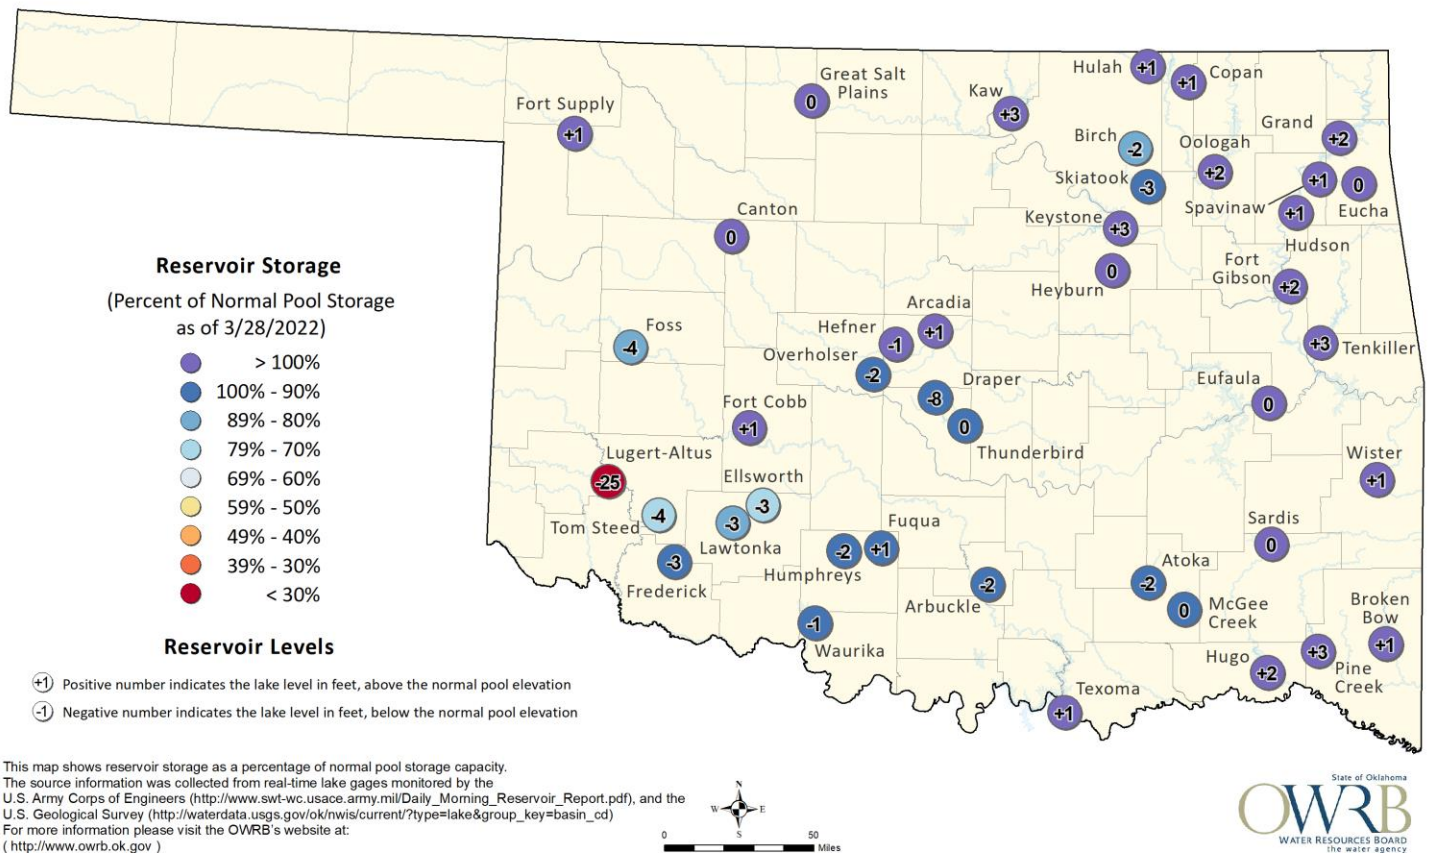 Hulah
+1
Copan
+1
Great Salt
Plains
0
Kaw
+3
Fort Supply
+1
Grand
+2
Birch
-2
Oologah
+2
Skiatook
-3
Spavinaw
+1
0
Eucha
+1
Hudson
Canton
0
Keystone
+3
Heyburn
0
Fort
Gibson
+2
Reservoir Storage
(Percent of Normal Pool Storage
as of 3/28/2022)
> 100%
100% - 90%
89% - 80%
79% - 70%
69% - 60%
59% - 50%
49% - 40%
39% - 30%
< 30%
Foss
-4
Arcadia
+1
Hefner
-1
Overholser
-2
Draper
-8
0
Thunderbird
+3
Tenkiller
Eufaula
0
Fort Cobb
+1
Lugert-Altus
-25
Ellsworth
-3
Tom Steed
-4
-3
Lawtonka
-3
Frederick
Humphreys
-2
Fuqua
+1
Wister
+1
Sardis
0
Atoka
-2
Arbuckle
-2
0
McGee
Creek
Broken
Bow
+1
-1
Waurika
Hugo
+2
+3
Pine
Creek
Texoma
+1
Reservoir Levels
+1 Positive number indicates the lake level in feet, above the normal pool elevation
-1 Negative number indicates the lake level in feet, below the normal pool elevation
This map shows reservoir storage as a percentage of normal pool storage capacity.
The source information was collected from real-time lake gages monitored by the
U.S. Army Corps of Engineers (http://www.swt-wc.usace.army.mil/Daily_Morning_Reservoir_Report.pdf), and the
U.S. Geological Survey (http://waterdata.usgs.gov/ok/nwis/current/?type=lake&group_key=basin_cd)
For more information please visit the OWRB's website at:
( http://www.owrb.ok.gov )
N
W E
S
0 50
Miles
State of Oklahoma
OWRB
WATER RESOURCES BOARD
the water agency